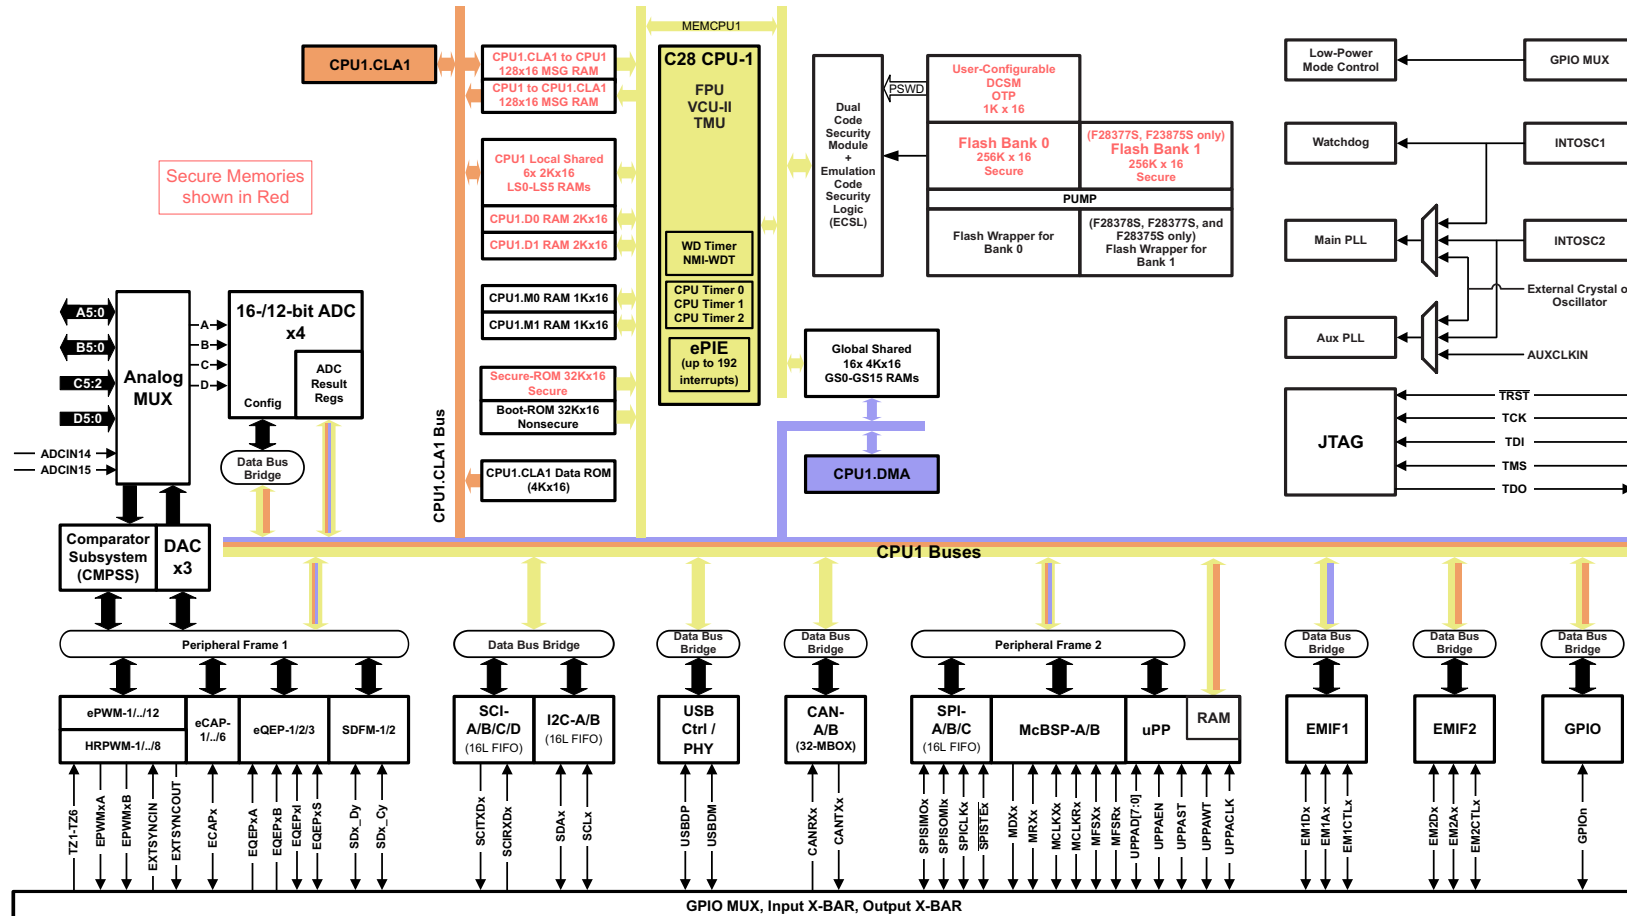 MEMCPU1
CPU1.CLA1
CPU1.CLA1 to CPU1
128x16 MSG RAM
CPU1 to CPU1.CLA1
128x16 MSG RAM
CPU1 Local Shared
6x 2Kx16
LS0-LS5 RAMs
CPU1.D0 RAM 2Kx16
CPU1.D1 RAM 2Kx16
CPU1.M0 RAM 1Kx16
CPU1.M1 RAM 1Kx16
Secure-ROM 32Kx16
Secure
Boot-ROM 32Kx16
Nonsecure
CPU1.CLA1 Data ROM
(4Kx16)
CPU1.CLA1 Bus
C28 CPU-1
FPU
VCU-II
TMU
WD Timer
NMI-WDT
CPU Timer 0
CPU Timer 1
CPU Timer 2
ePIE
(up to 192
interrupts)
Dual
Code
Security
Module
+
Emulation
Code
Security
Logic
(ECSL)
PSWD
User-Configurable
DCSM
OTP
1K x 16
Flash Bank 0
256K x 16
Secure
(F28377S, F23875S only)
Flash Bank 1
256K x 16
Secure
PUMP
Flash Wrapper for
Bank 0
(F28378S, F28377S, and
F28375S only)
Flash Wrapper for
Bank 1
Global Shared
16x 4Kx16
GS0-GS15 RAMs
CPU1.DMA
Low-Power
Mode Control
GPIO MUX
Watchdog
INTOSC1
Main PLL
INTOSC2
External Crystal o
Oscillator
Aux PLL
AUXCLKIN
JTAG
TRST
TCK
TDI
TMS
TDO
Secure Memories
shown in Red
A5:0
B5:0
C5:2
D5:0
ADCIN14
ADCIN15
Analog
MUX
A
B
C
D
16-/12-bit ADC
x4
Config
ADC
Result
Regs
Data Bus
Bridge
Comparator
Subsystem
(CMPSS)
DAC
x3
CPU1 Buses
Peripheral Frame 1
Data Bus Bridge
Data Bus
Bridge
Data Bus
Bridge
Peripheral Frame 2
Data Bus
Bridge
Data Bus
Bridge
Data Bus
Bridge
ePWM-1/../12
HRPWM-1/../8
eCAP-
1/../6
eQEP-1/2/3
SDFM-1/2
SCI-
A/B/C/D
(16L FIFO)
I2C-A/B
(16L FIFO)
USB
Ctrl /
PHY
CAN-
A/B
(32-MBOX)
SPI-
A/B/C
(16L FIFO)
McBSP-A/B
uPP
RAM
EMIF1
EMIF2
GPIO
TZ1-TZ6
EPWMxA
EPWMxB
EXTSYNCIN
EXTSYNCOUT
ECAPx
EQEPxA
EQEPxB
EQEPxI
EQEPxS
SDx_Dy
SDx_Cy
SCITXDx
SCIRXDx
SDAx
SCLx
USBDP
USBDM
CANRXx
CANTXx
SPISIMOx
SPISOMIx
SPICLKx
SPISTEx
MDXx
MRXx
MCLKXx
MCLKRx
MFSXx
MFSRx
UPPAD[7:0]
UPPAEN
UPPAST
UPPAWT
UPPACLK
EM1Dx
EM1Ax
EM1CTLx
EM2Dx
EM2Ax
EM2CTLx
GPIOn
GPIO MUX, Input X-BAR, Output X-BAR